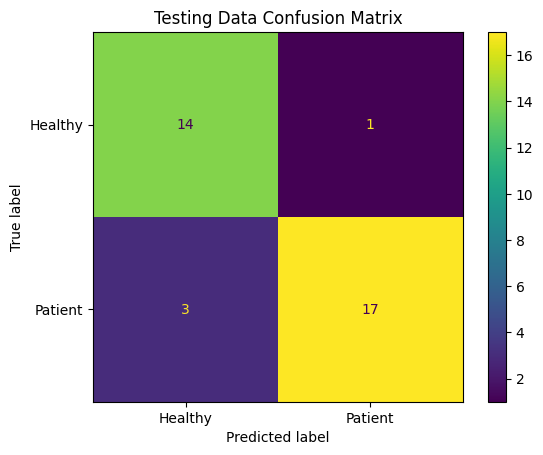 Testing Data Confusion Matrix
Healthy
14
1
Patient
3
17
Healthy
Patient
True label
Predicted label
16
14
12
10
8
6
4
2